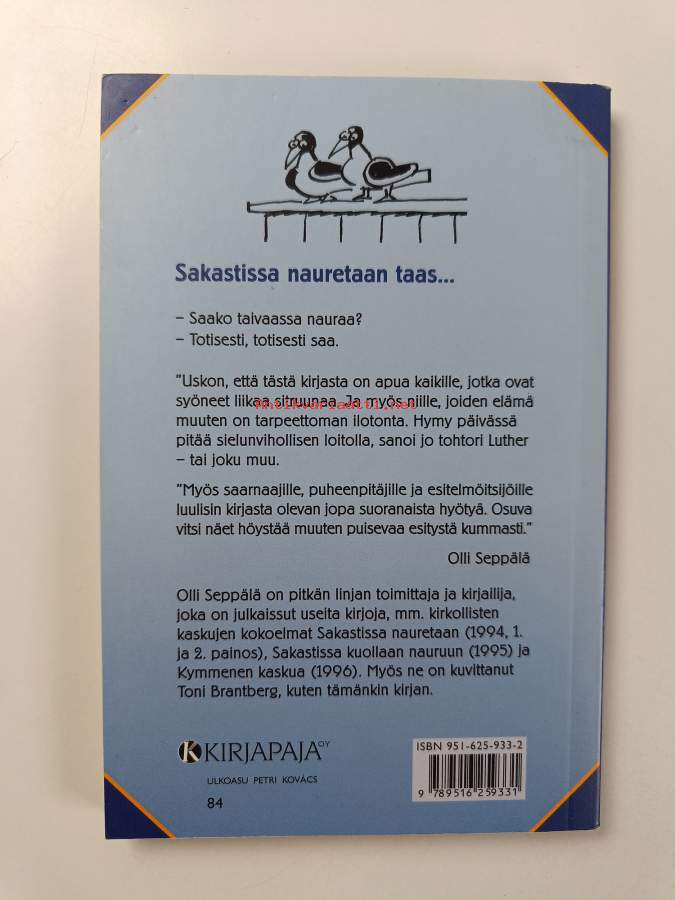 Sakastissa nauretaan taas...
– Saako taivaassa nauraa?
– Totisesti, totisesti saa.
"Uskon, että tästä kirjasta on apua kaikille, jotka ovat
syöneet liikaa sitruunaa. Ja myös niille, joiden elämä
antikvariaatti.net
muuten on tarpeettoman ilotonta. Hymy päivässä
pitää sielunvihollisen loitolla, sanoi jo tohtori Luther
– tai joku muu.
"Myös saarnaajille, puheenpitäjille ja esitelmöitsijöille
luulisin kirjasta olevan jopa suoranaista hyötyä. Osuva
vitsi näet höystää muuten puisevaa esitystä kummasti."
Olli Seppälä
Olli Seppälä on pitkän linjan toimittaja ja kirjailija,
joka on julkaissut useita kirjoja, mm. kirkollisten
kaskujen kokoelmat Sakastissa nauretaan (1994, 1.
ja 2. painos), Sakastissa kuollaan nauruun (1995) ja
Kymmenen kaskua (1996). Myös ne on kuvittanut
Toni Brantberg, kuten tämänkin kirjan.
KIRJAPAJA OY
ULKOASU PETRI KOVÁCS
84
ISBN 951-625-933-2
9 789516 259331